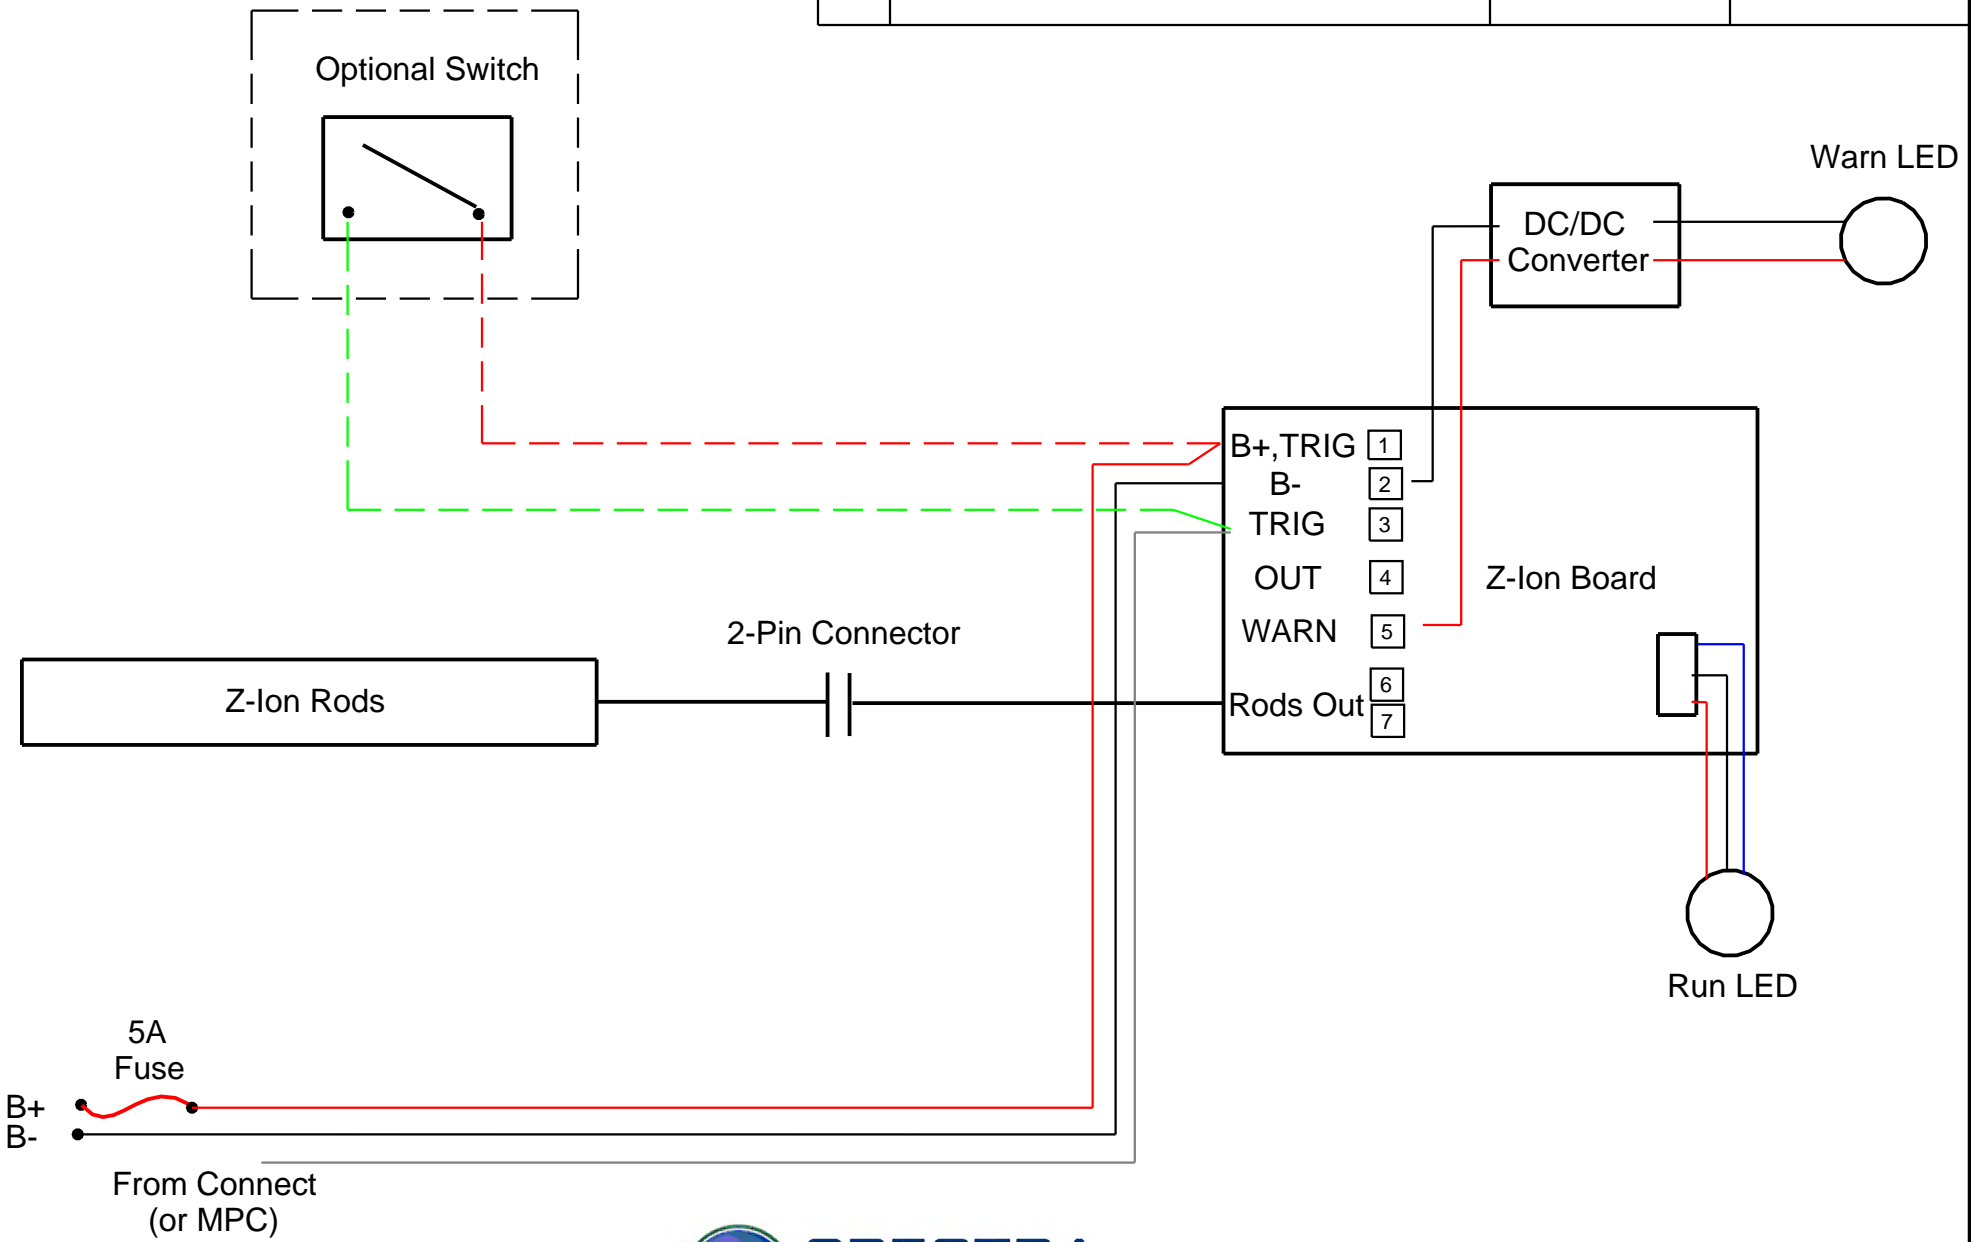 Optional Switch
Warn LED
DC/DC
Converter
B+,TRIG 1
B- 2
TRIG 3
OUT 4
Z-Ion Board
WARN 5
2-Pin Connector
Rods Out 6
7
Z-Ion Rods
Run LED
5A
Fuse
B+
B-
From Connect
(or MPC)